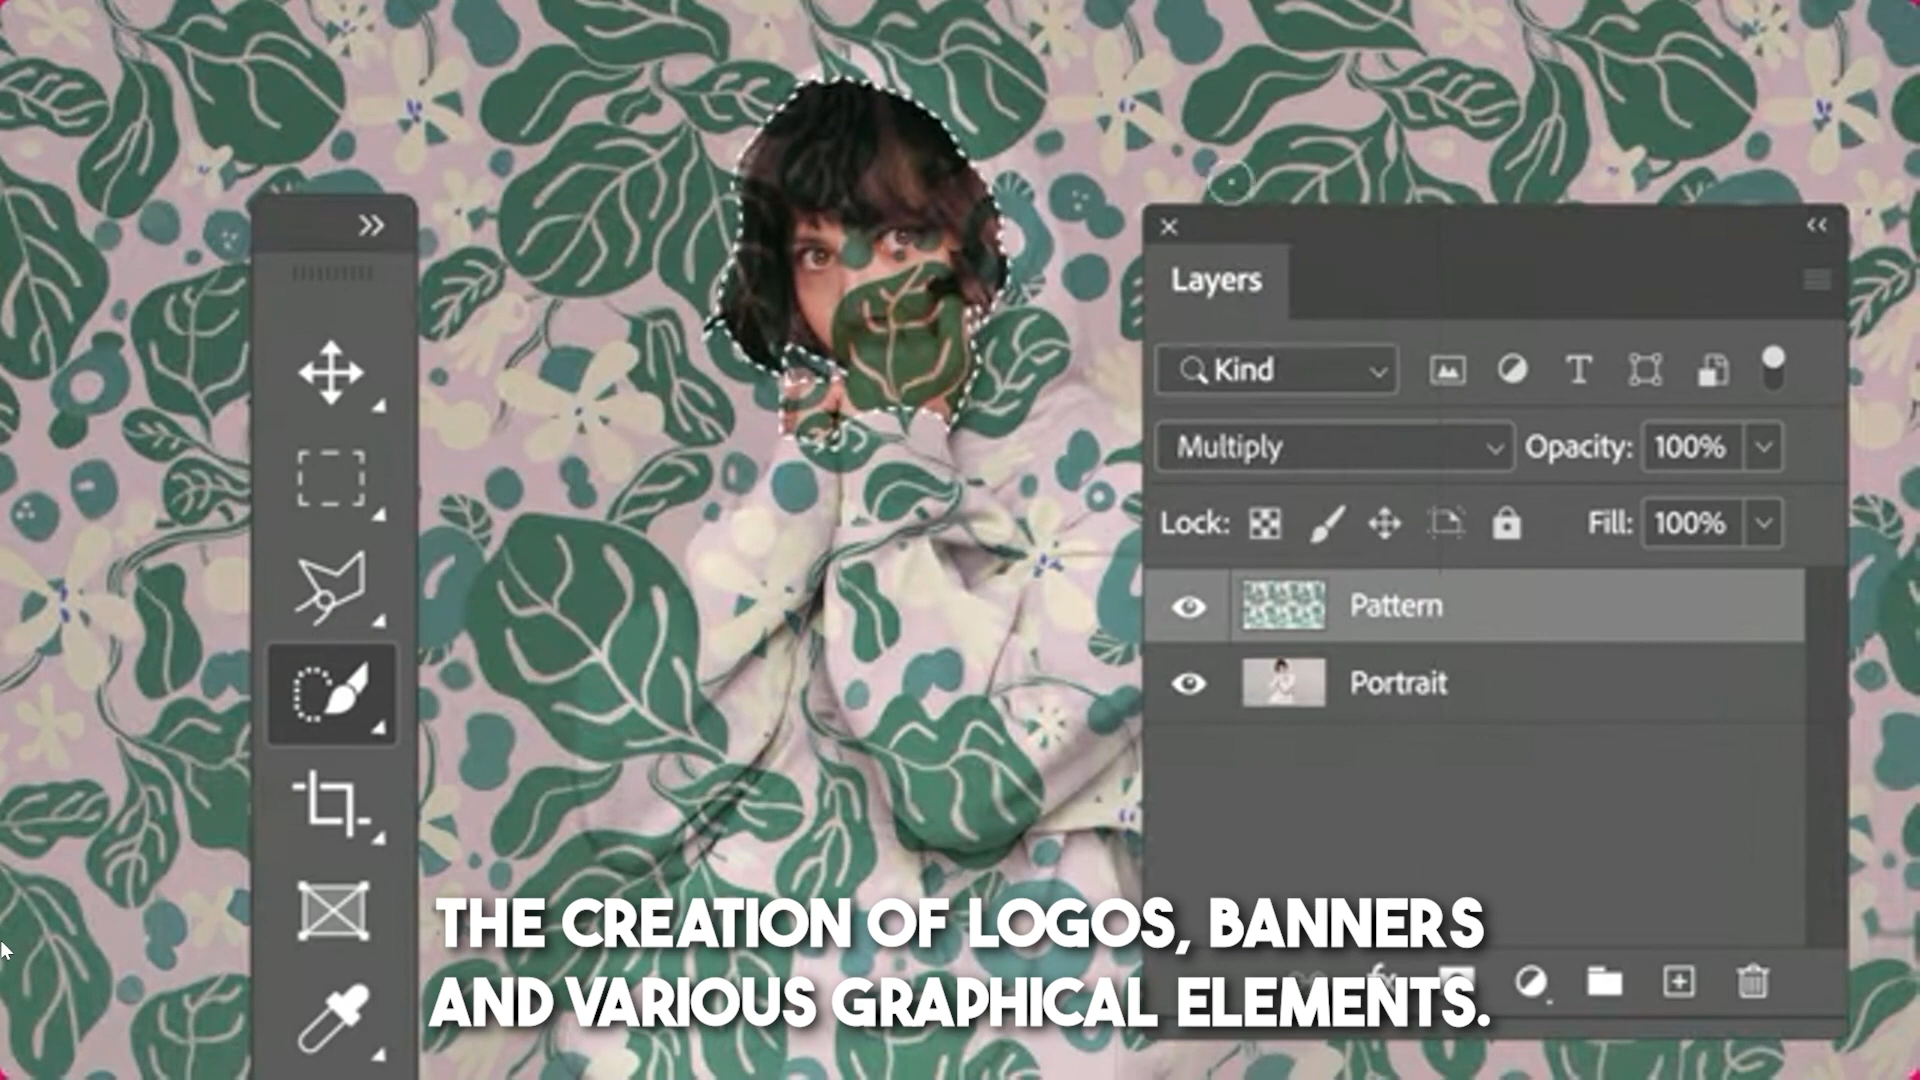 Layers
Kind
Multiply
Opacity: 100%
Lock:
Fill: 100%
Pattern
Portrait
THE CREATION OF LOGOS, BANNERS
AND VARIOUS GRAPHICAL ELEMENTS.